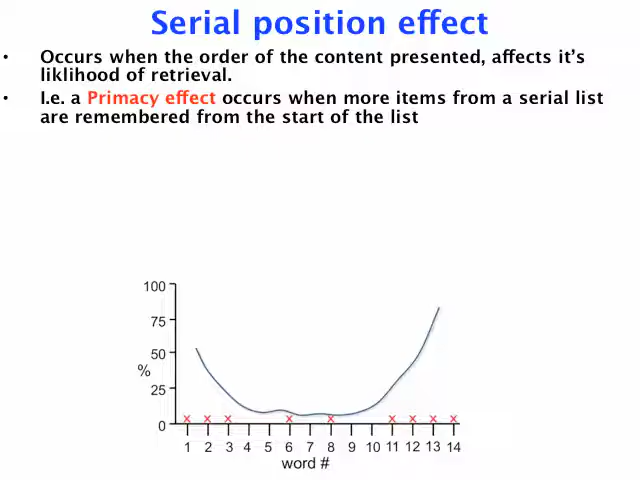 Serial position effect
• Occurs when the order of the content presented, affects it's
liklihood of retrieval.
• I.e. a Primacy effect occurs when more items from a serial list
are remembered from the start of the list
100
75
50
%
25
0
x x x x x x x x x
1 2 3 4 5 6 7 8 9 10 11 12 13 14
word #